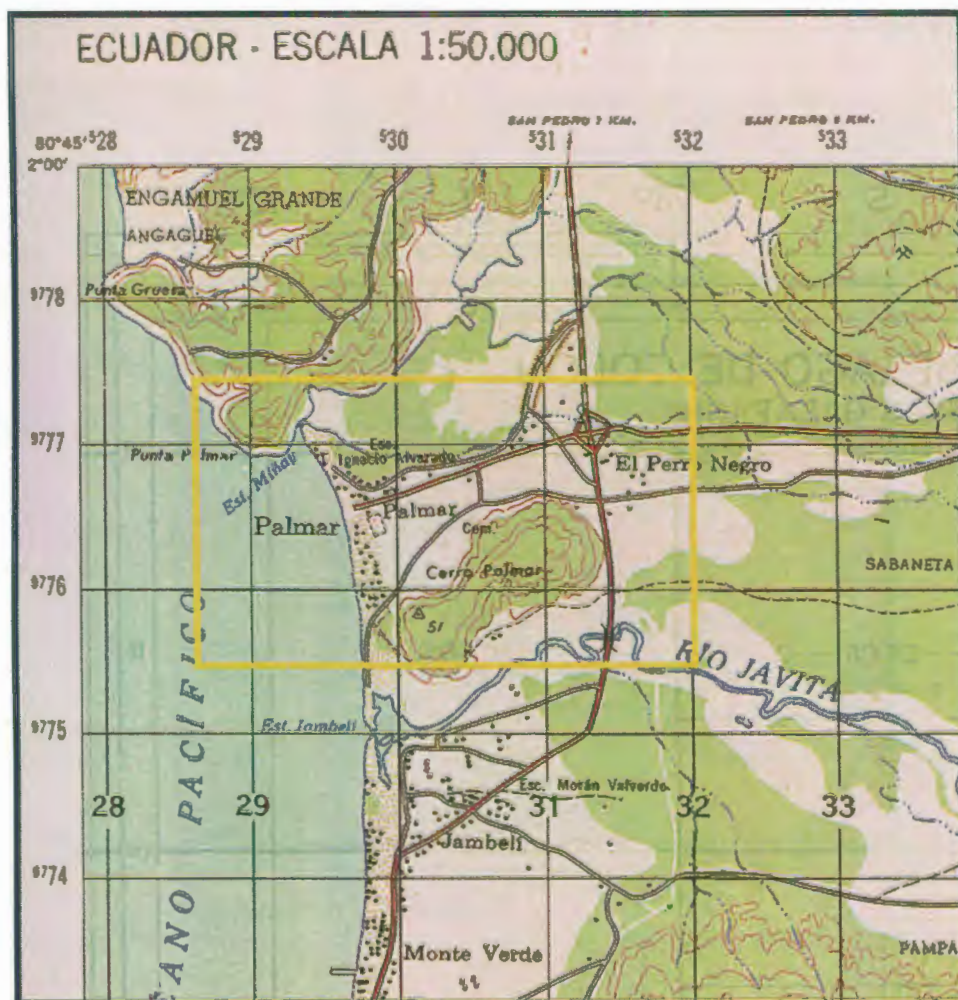 ECUADOR - ESCALA 1:50.000
SAN PEDRO 7 KM.
80°45' 528 529 530 531 532 533
2°00'
ENGAMUEL GRANDE
ANGAGUEL
9778
Punta Gruesa
9777
Punta Palmar
Esc.
Ignacio Alvarado
El Perro Negro
Est. Miñay
Palmar
Palmar
Cem.
Cerro Palmar
SABANETA
9776
51
RIO JAVITA
Est. Jambelí
9775
Esc. Morán Valverde
28 29 31 32 33
Jambelí
9774
Monte Verde
PAMPA
ANO PACIFICO